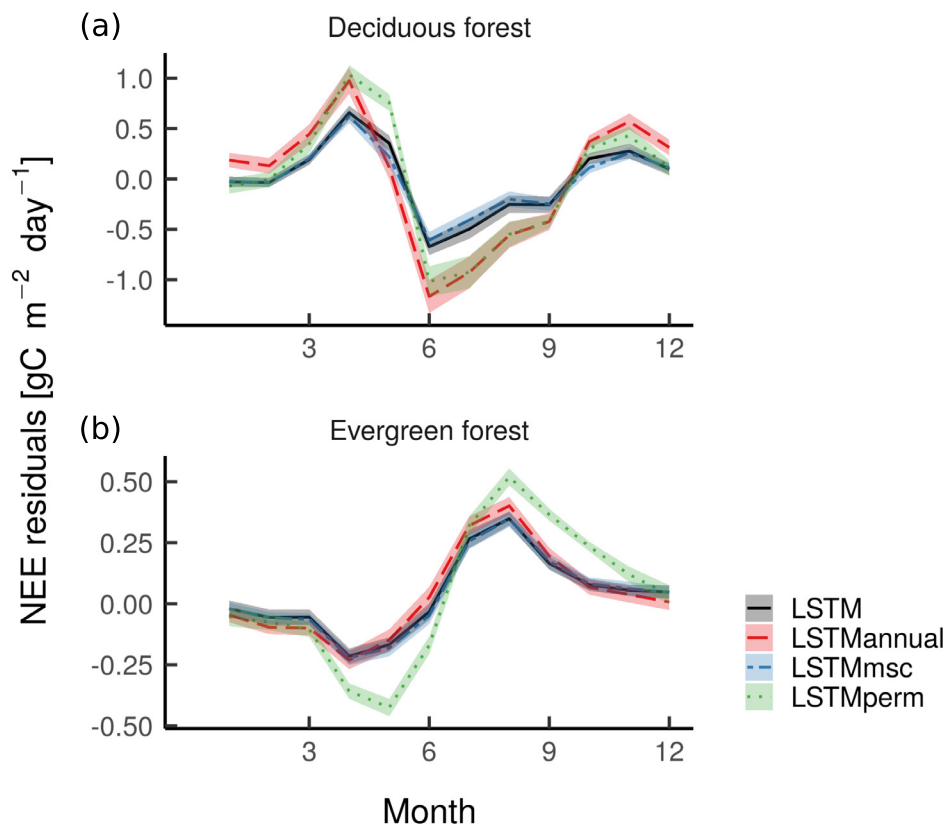 (a)
Deciduous forest
1.0
0.5
0.0
-0.5
-1.0
3 6 9 12
NEE residuals [gC m−2 day−1]
(b)
Evergreen forest
0.50
0.25
0.00
-0.25
-0.50
3 6 9 12
Month
LSTM
LSTMannual
LSTMmsc
LSTMperm